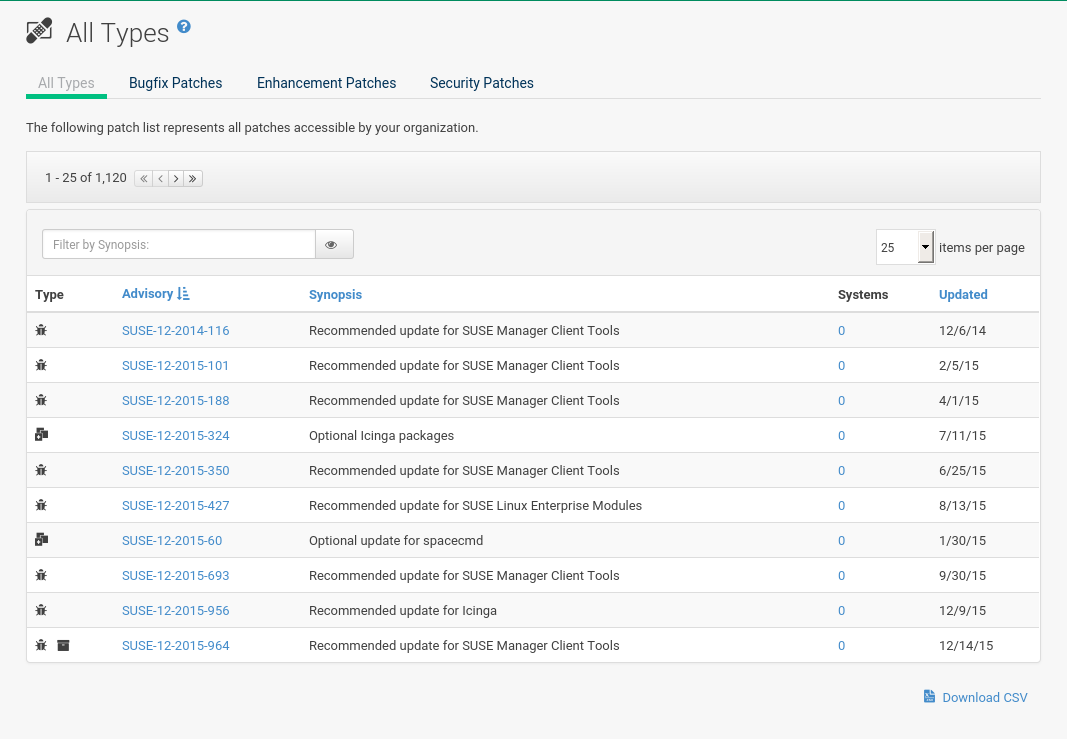 All Types ?
All Types Bugfix Patches Enhancement Patches Security Patches
The following patch list represents all patches accessible by your organization.
1 - 25 of 1,120
Filter by Synopsis: 25 items per page
Type Advisory Synopsis Systems Updated
SUSE-12-2014-116 Recommended update for SUSE Manager Client Tools 0 12/6/14
SUSE-12-2015-101 Recommended update for SUSE Manager Client Tools 0 2/5/15
SUSE-12-2015-188 Recommended update for SUSE Manager Client Tools 0 4/1/15
SUSE-12-2015-324 Optional Icinga packages 0 7/11/15
SUSE-12-2015-350 Recommended update for SUSE Manager Client Tools 0 6/25/15
SUSE-12-2015-427 Recommended update for SUSE Linux Enterprise Modules 0 8/13/15
SUSE-12-2015-60 Optional update for spacecmd 0 1/30/15
SUSE-12-2015-693 Recommended update for SUSE Manager Client Tools 0 9/30/15
SUSE-12-2015-956 Recommended update for Icinga 0 12/9/15
SUSE-12-2015-964 Recommended update for SUSE Manager Client Tools 0 12/14/15
Download CSV